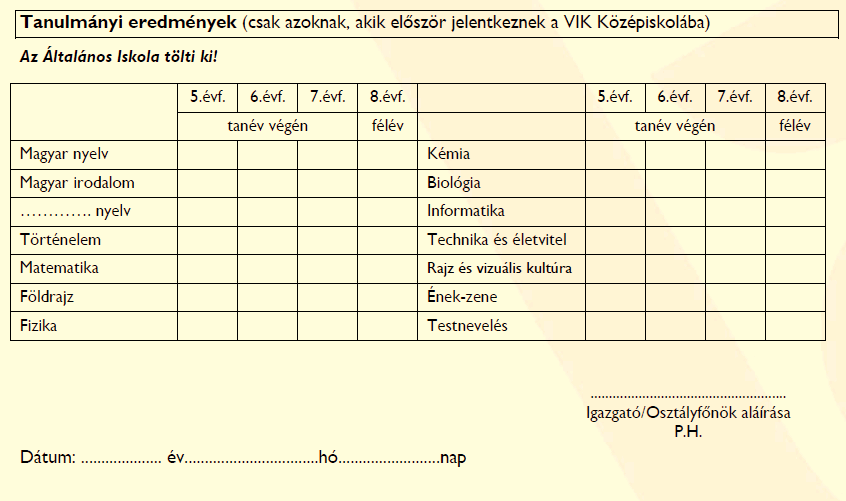 Tanulmányi eredmények (csak azoknak, akik először jelentkeznek a VIK Középiskolába)
Az Általános Iskola tölti ki!
5.évf. 6.évf. 7.évf. 8.évf. 5.évf. 6.évf. 7.évf. 8.évf.
tanév végén félév tanév végén félév
Magyar nyelv Kémia
Magyar irodalom Biológia
…………. nyelv Informatika
Történelem Technika és életvitel
Matematika Rajz és vizuális kultúra
Földrajz Ének-zene
Fizika Testnevelés
.....................................................
Igazgató/Osztályfőnök aláírása
P.H.
Dátum: .................... év.................................hó.........................nap